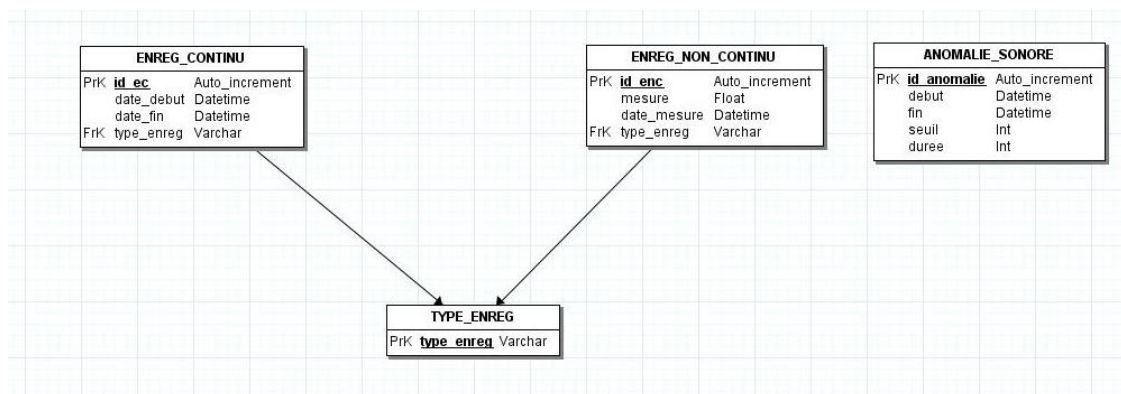 ENREG_CONTINU
PrK id_ec Auto_increment
date_debut Datetime
date_fin Datetime
FrK type_enreg Varchar
ENREG_NON_CONTINU
PrK id_enc Auto_increment
mesure Float
date_mesure Datetime
FrK type_enreg Varchar
ANOMALIE_SONORE
PrK id_anomalie Auto_increment
debut Datetime
fin Datetime
seuil Int
duree Int
TYPE_ENREG
PrK type_enreg Varchar